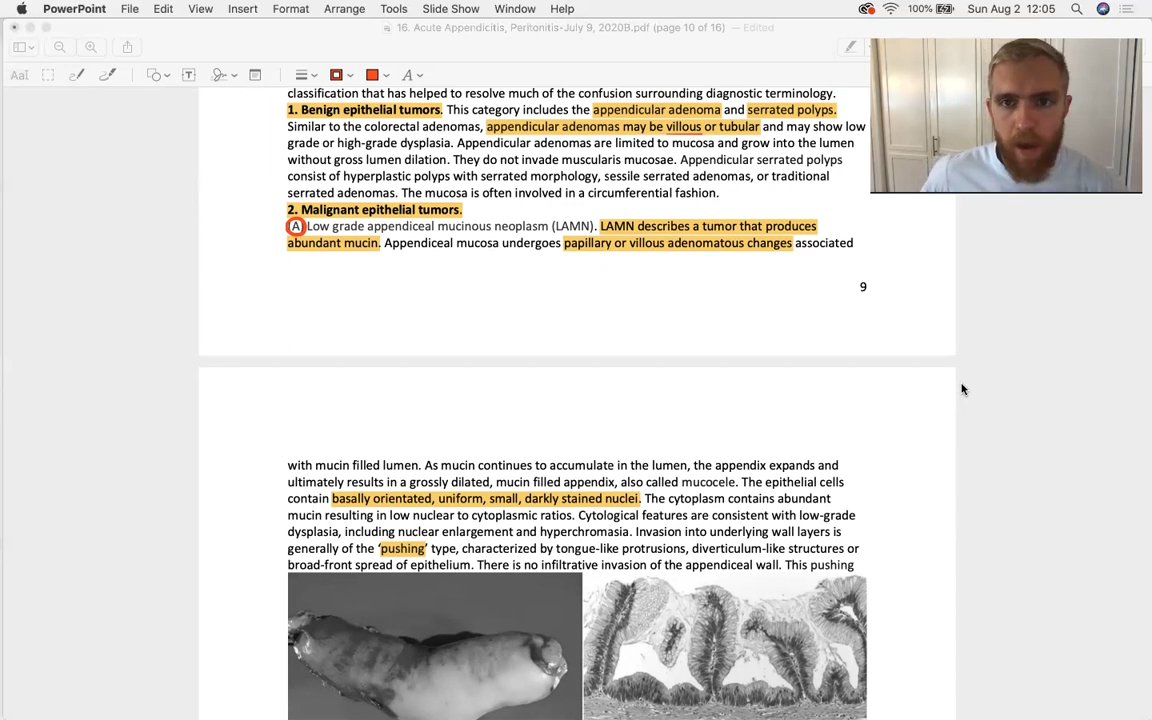 PowerPoint File Edit View Insert Format Arrange Tools Slide Show Window Help 100% Sun Aug 2 12:05
16. Acute Appendicitis, Peritonitis-July 9, 2020B.pdf (page 10 of 16) — Edited
AaI T A
classification that has helped to resolve much of the confusion surrounding diagnostic terminology.
1. Benign epithelial tumors. This category includes the appendicular adenoma and serrated polyps.
Similar to the colorectal adenomas, appendicular adenomas may be villous or tubular and may show low
grade or high-grade dysplasia. Appendicular adenomas are limited to mucosa and grow into the lumen
without gross lumen dilation. They do not invade muscularis mucosae. Appendicular serrated polyps
consist of hyperplastic polyps with serrated morphology, sessile serrated adenomas, or traditional
serrated adenomas. The mucosa is often involved in a circumferential fashion.
2. Malignant epithelial tumors.
A Low grade appendiceal mucinous neoplasm (LAMN). LAMN describes a tumor that produces
abundant mucin. Appendiceal mucosa undergoes papillary or villous adenomatous changes associated
9
with mucin filled lumen. As mucin continues to accumulate in the lumen, the appendix expands and
ultimately results in a grossly dilated, mucin filled appendix, also called mucocele. The epithelial cells
contain basally orientated, uniform, small, darkly stained nuclei. The cytoplasm contains abundant
mucin resulting in low nuclear to cytoplasmic ratios. Cytological features are consistent with low-grade
dysplasia, including nuclear enlargement and hyperchromasia. Invasion into underlying wall layers is
generally of the ‘pushing’ type, characterized by tongue-like protrusions, diverticulum-like structures or
broad-front spread of epithelium. There is no infiltrative invasion of the appendiceal wall. This pushing